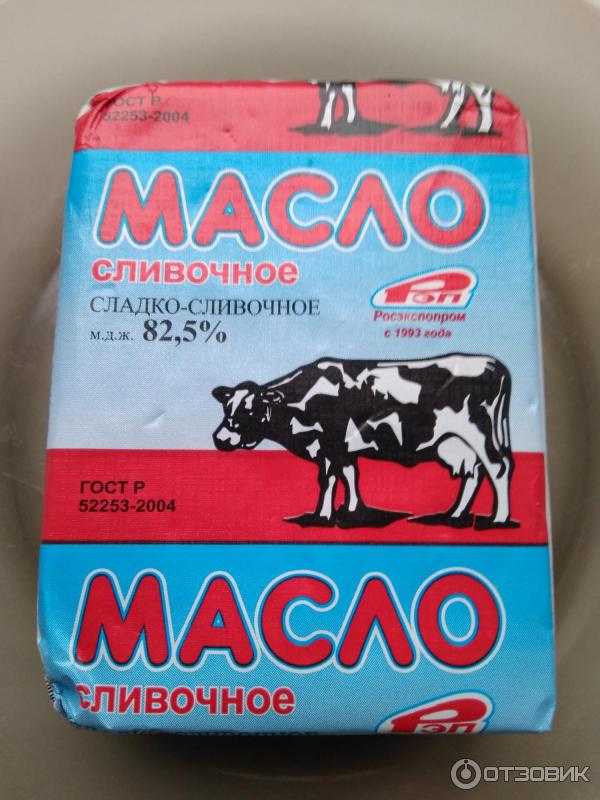 ГОСТ Р
52253-2004
МАСЛО
сливочное
СЛАДКО-СЛИВОЧНОЕ
м.д.ж. 82,5%
РЭП
Росэкспопром
с 1993 года
ГОСТ Р
52253-2004
МАСЛО
сливочное
РЭП
ОТЗОВИК